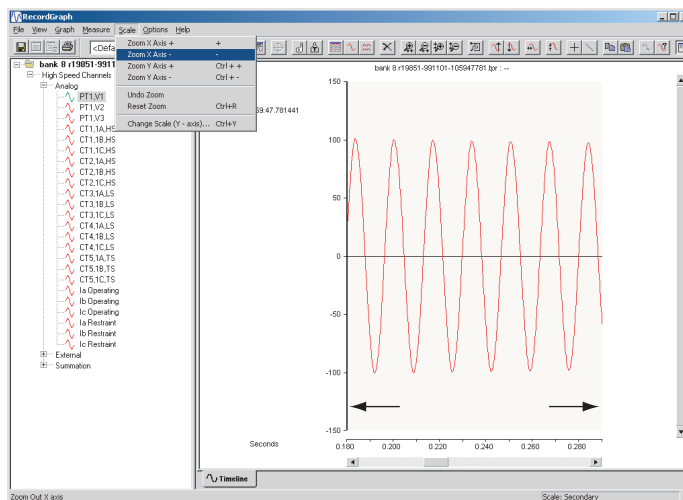 RecordGraph
File View Graph Measure Scale Options Help
<Defa
Zoom X Axis + +
Zoom X Axis - -
Zoom Y Axis + Ctrl + +
Zoom Y Axis - Ctrl + -
Undo Zoom
Reset Zoom Ctrl+R
Change Scale (Y - axis)... Ctrl+Y
bank 8 r19851-9911
High Speed Channels
Analog
PT1,V1
PT1,V2
PT1,V3
CT1,1A,HS
CT1,1B,HS
CT1,1C,HS
CT2,1A,HS
CT2,1B,HS
CT2,1C,HS
CT3,1A,LS
CT3,1B,LS
CT3,1C,LS
CT4,1A,LS
CT4,1B,LS
CT4,1C,LS
CT5,1A,TS
CT5,1B,TS
CT5,1C,TS
Ia Operating
Ib Operating
Ic Operating
Ia Restraint
Ib Restraint
Ic Restraint
External
Summation
bank 8 r19851-991101-105947781.tpr : --
59:47.781441
150
100
50
0
-50
-100
-150
Seconds
0.180 0.200 0.220 0.240 0.260 0.280
Timeline
Zoom Out X axis
Scale: Secondary